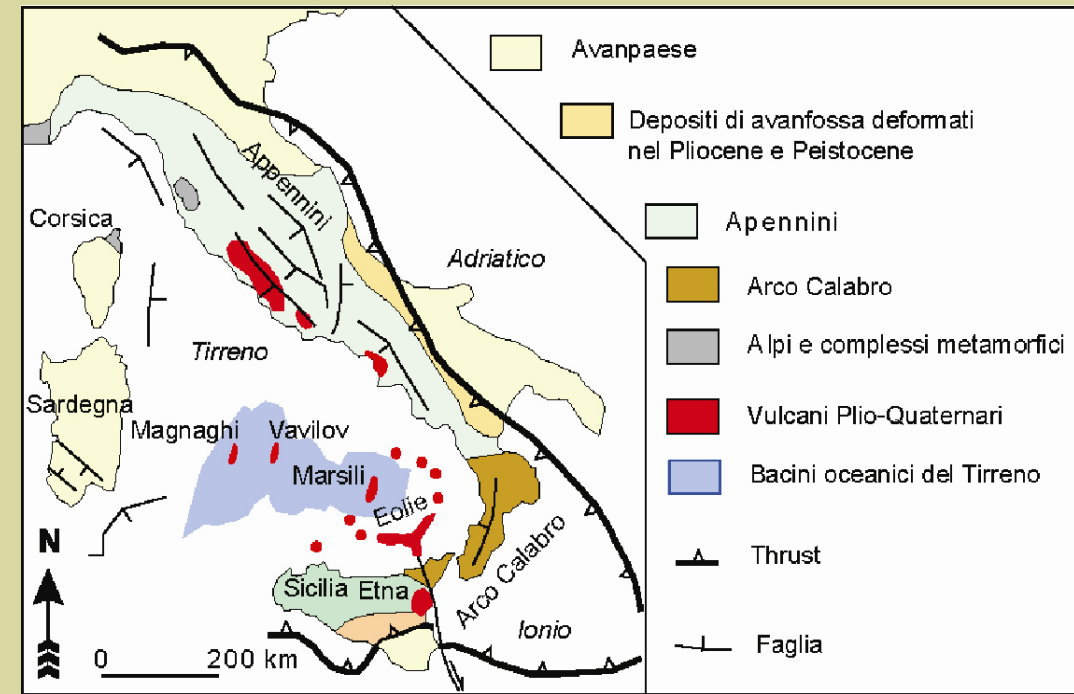 Avanpaese
Depositi di avanfossa deformati
nel Pliocene e Peistocene
Apennini
Arco Calabro
Alpi e complessi metamorfici
Vulcani Plio-Quaternari
Bacini oceanici del Tirreno
Thrust
Faglia
Appennini
Corsica
Adriatico
Tirreno
Sardegna
Magnaghi
Vavilov
Marsili
Eolie
N
Arco Calabro
Sicilia
Etna
Ionio
0 200 km